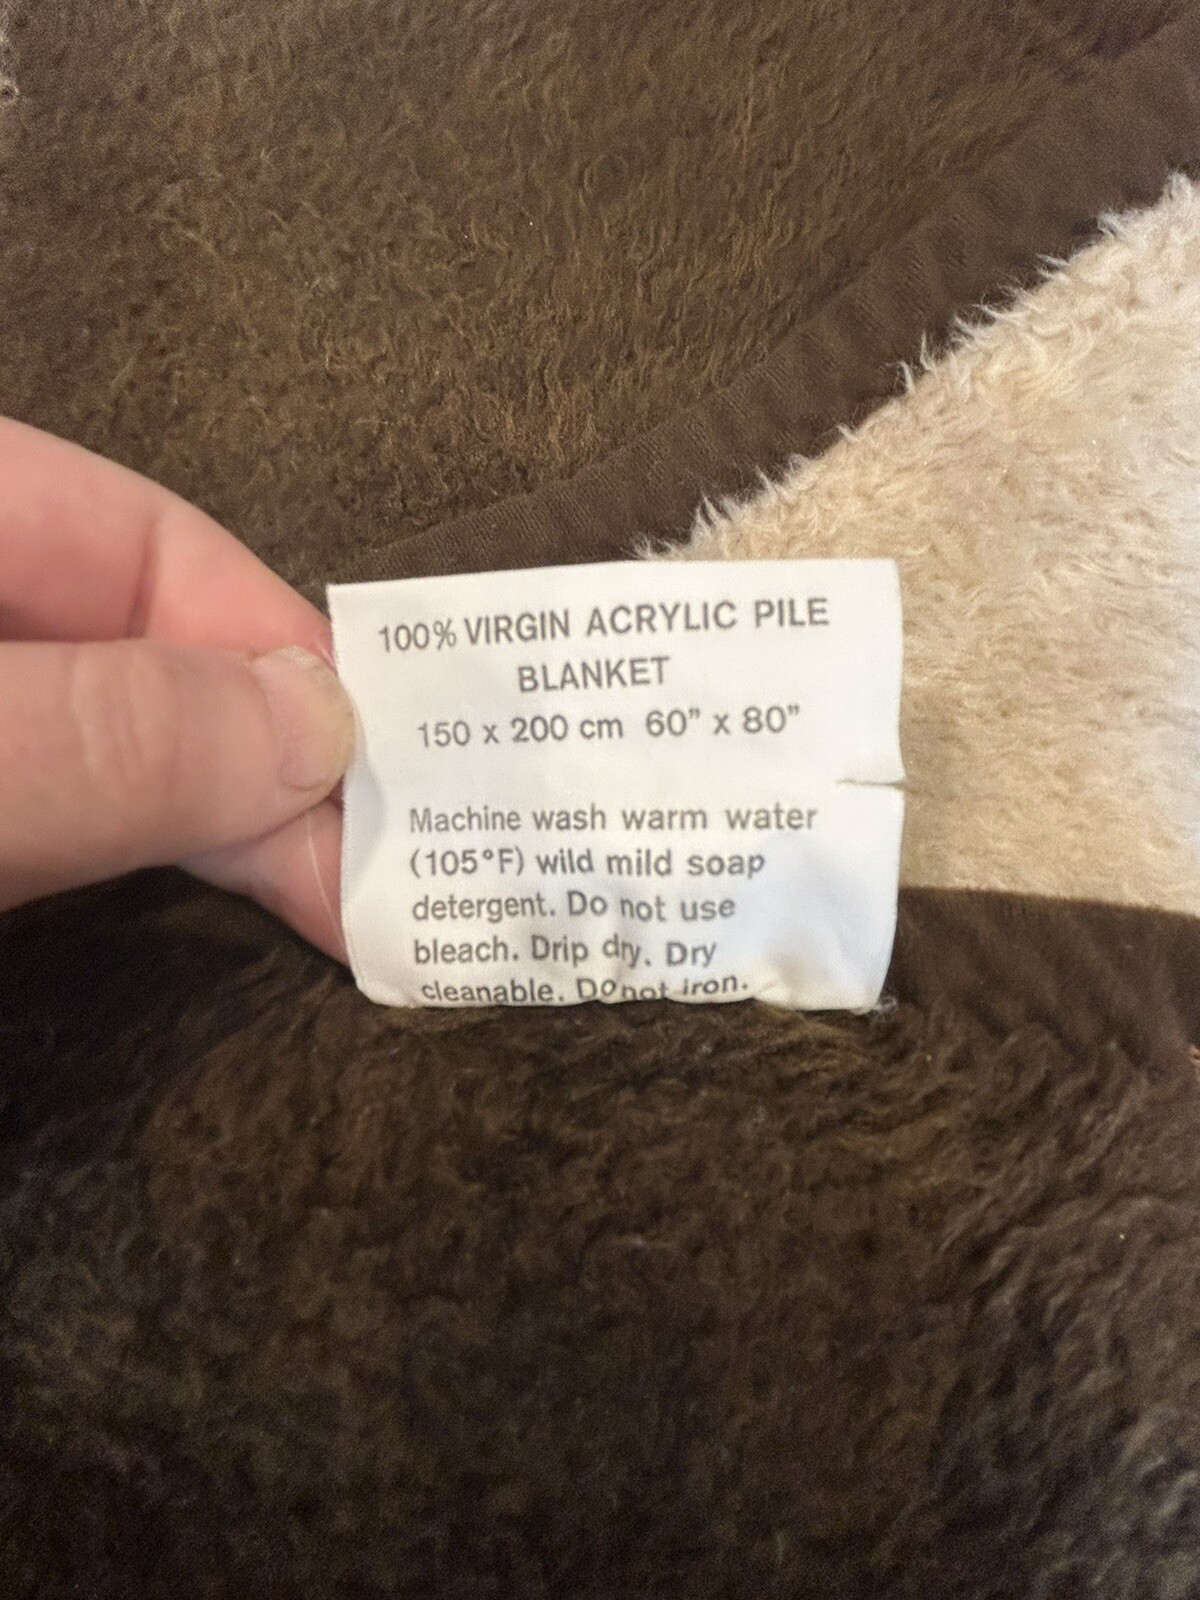 100% VIRGIN ACRYLIC PILE
BLANKET
150 x 200 cm 60” x 80”
Machine wash warm water
(105°F) wild mild soap
detergent. Do not use
bleach. Drip dry. Dry
cleanable. Do not iron.